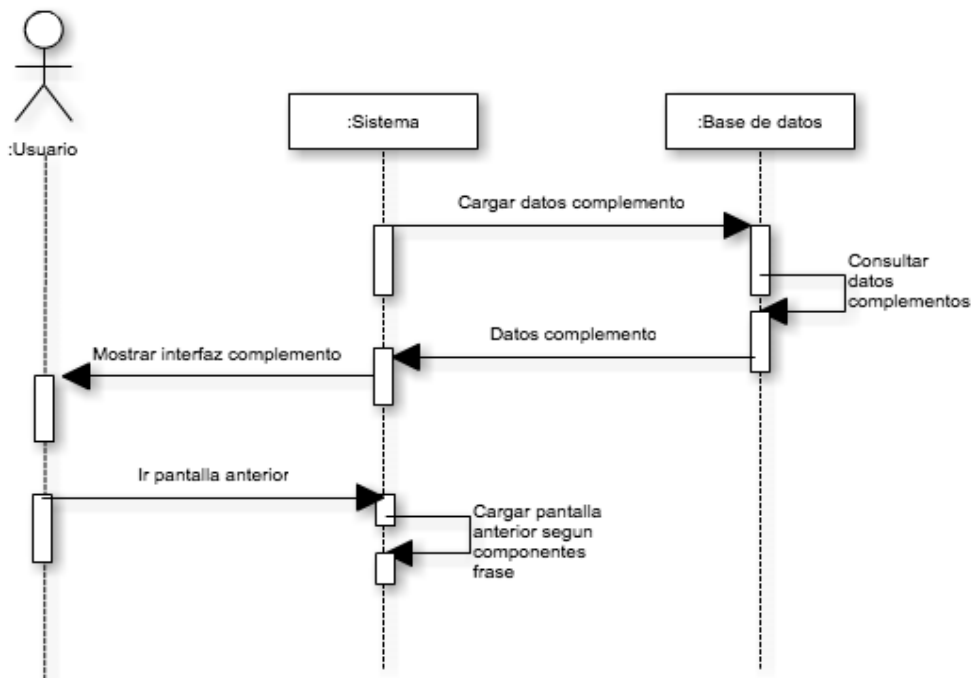 :Usuario
:Sistema
:Base de datos
Cargar datos complemento
Consultar
datos
complementos
Datos complemento
Mostrar interfaz complemento
Ir pantalla anterior
Cargar pantalla
anterior segun
componentes
frase